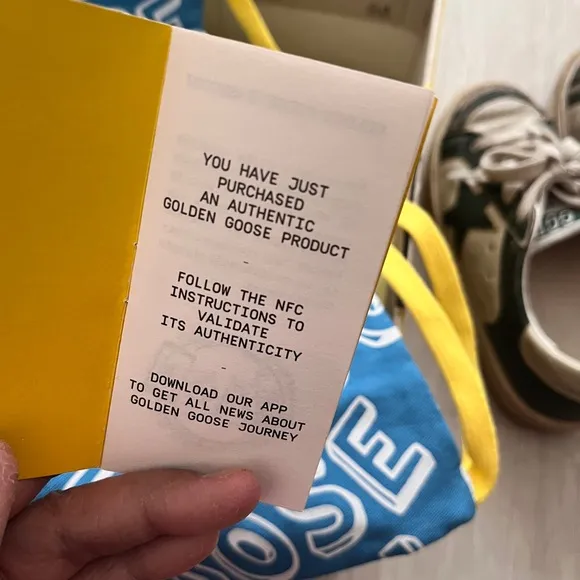 YOU HAVE JUST
PURCHASED
AN AUTHENTIC
GOLDEN GOOSE PRODUCT
-
FOLLOW THE NFC
INSTRUCTIONS TO
VALIDATE
ITS AUTHENTICITY
-
DOWNLOAD OUR APP
TO GET ALL NEWS ABOUT
GOLDEN GOOSE JOURNEY
OOSE